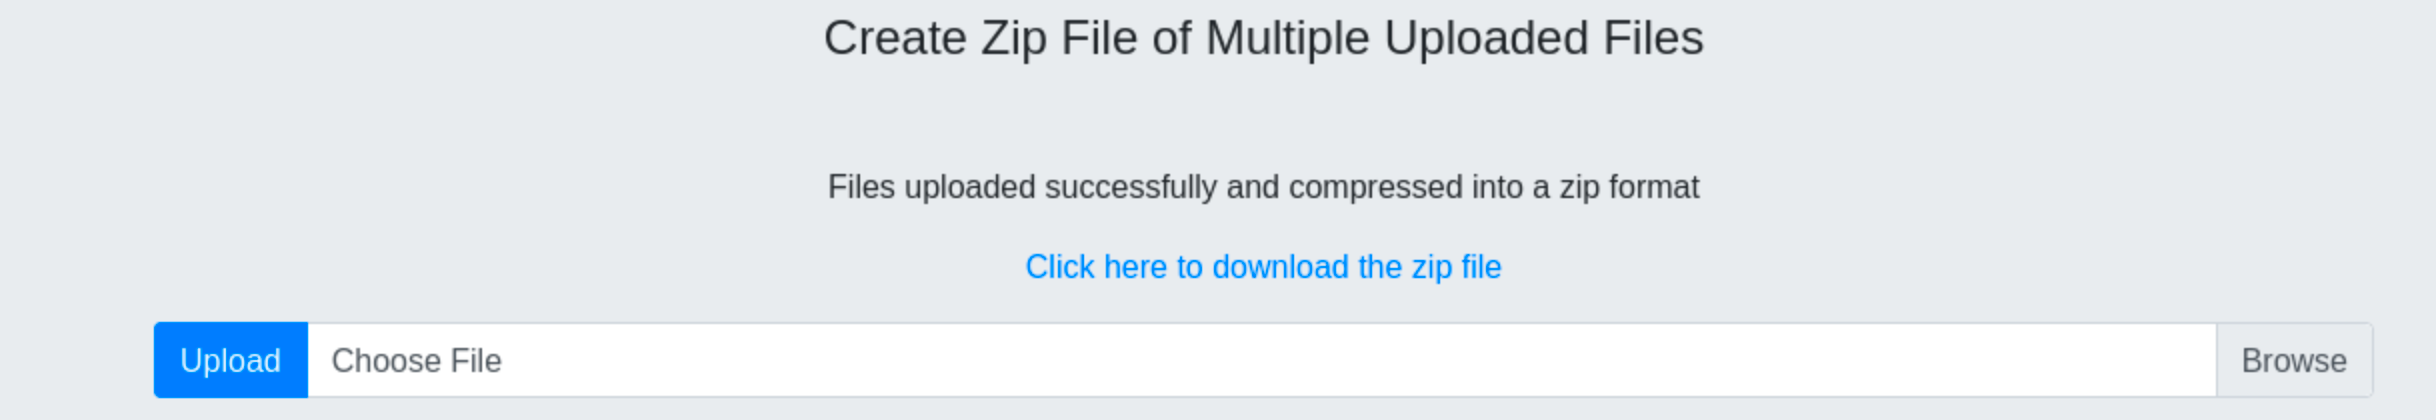 Create Zip File of Multiple Uploaded Files
Files uploaded successfully and compressed into a zip format
Click here to download the zip file
Upload Choose File Browse